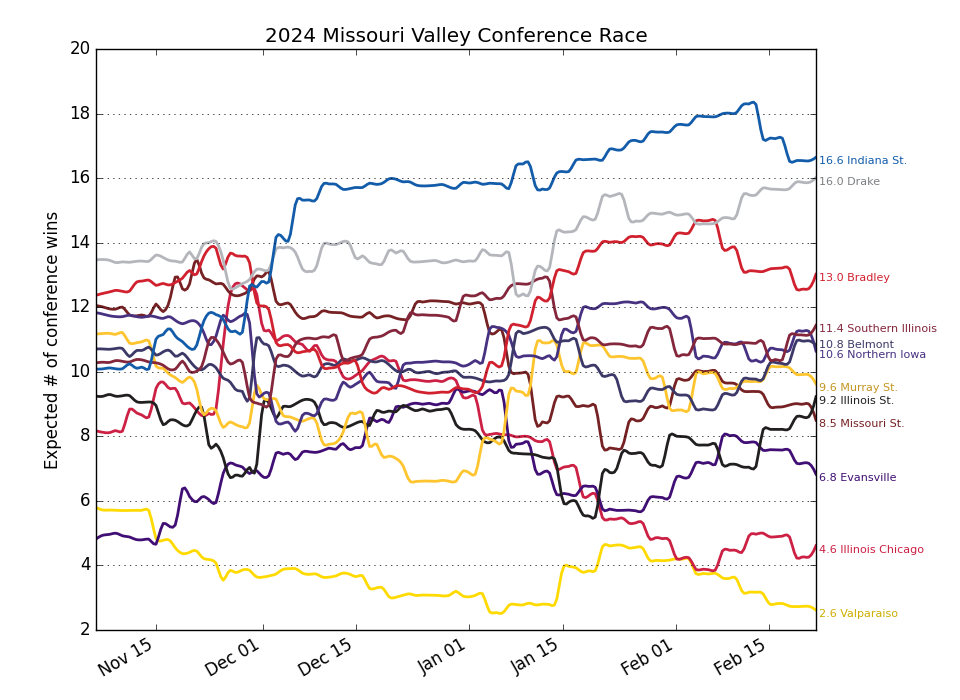 2024 Missouri Valley Conference Race
Expected # of conference wins
20
18
16
14
12
10
8
6
4
2
Nov 15
Dec 01
Dec 15
Jan 01
Jan 15
Feb 01
Feb 15
16.6 Indiana St.
16.0 Drake
13.0 Bradley
11.4 Southern Illinois
10.8 Belmont
10.6 Northern Iowa
9.6 Murray St.
9.2 Illinois St.
8.5 Missouri St.
6.8 Evansville
4.6 Illinois Chicago
2.6 Valparaiso